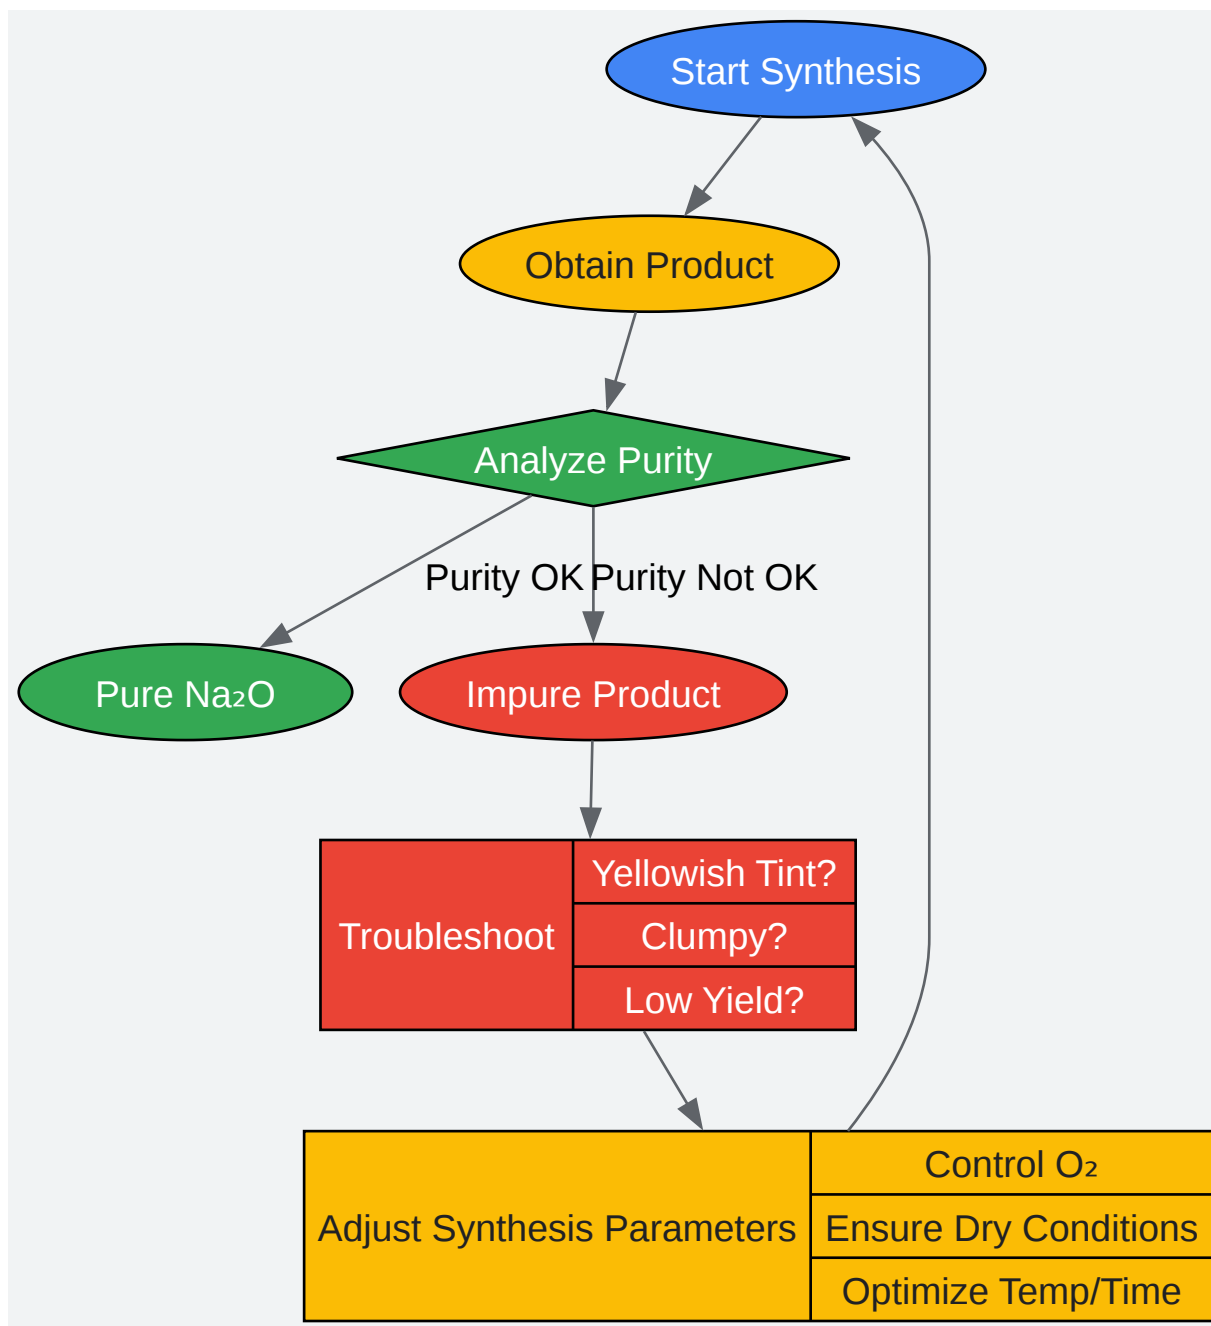 Start Synthesis
Obtain Product
Analyze Purity
Purity OK
Purity Not OK
Pure Na₂O
Impure Product
Troubleshoot
Yellowish Tint?
Clumpy?
Low Yield?
Adjust Synthesis Parameters
Control O₂
Ensure Dry Conditions
Optimize Temp/Time